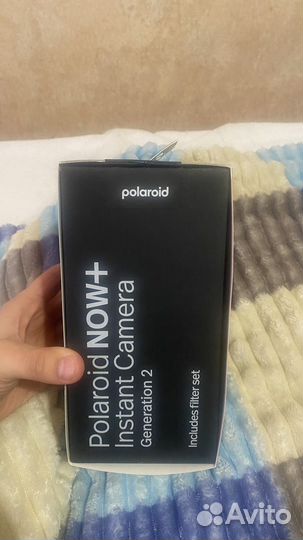 polaroid
Polaroid NOW+
Instant Camera
Generation 2
Includes filter set
Avito